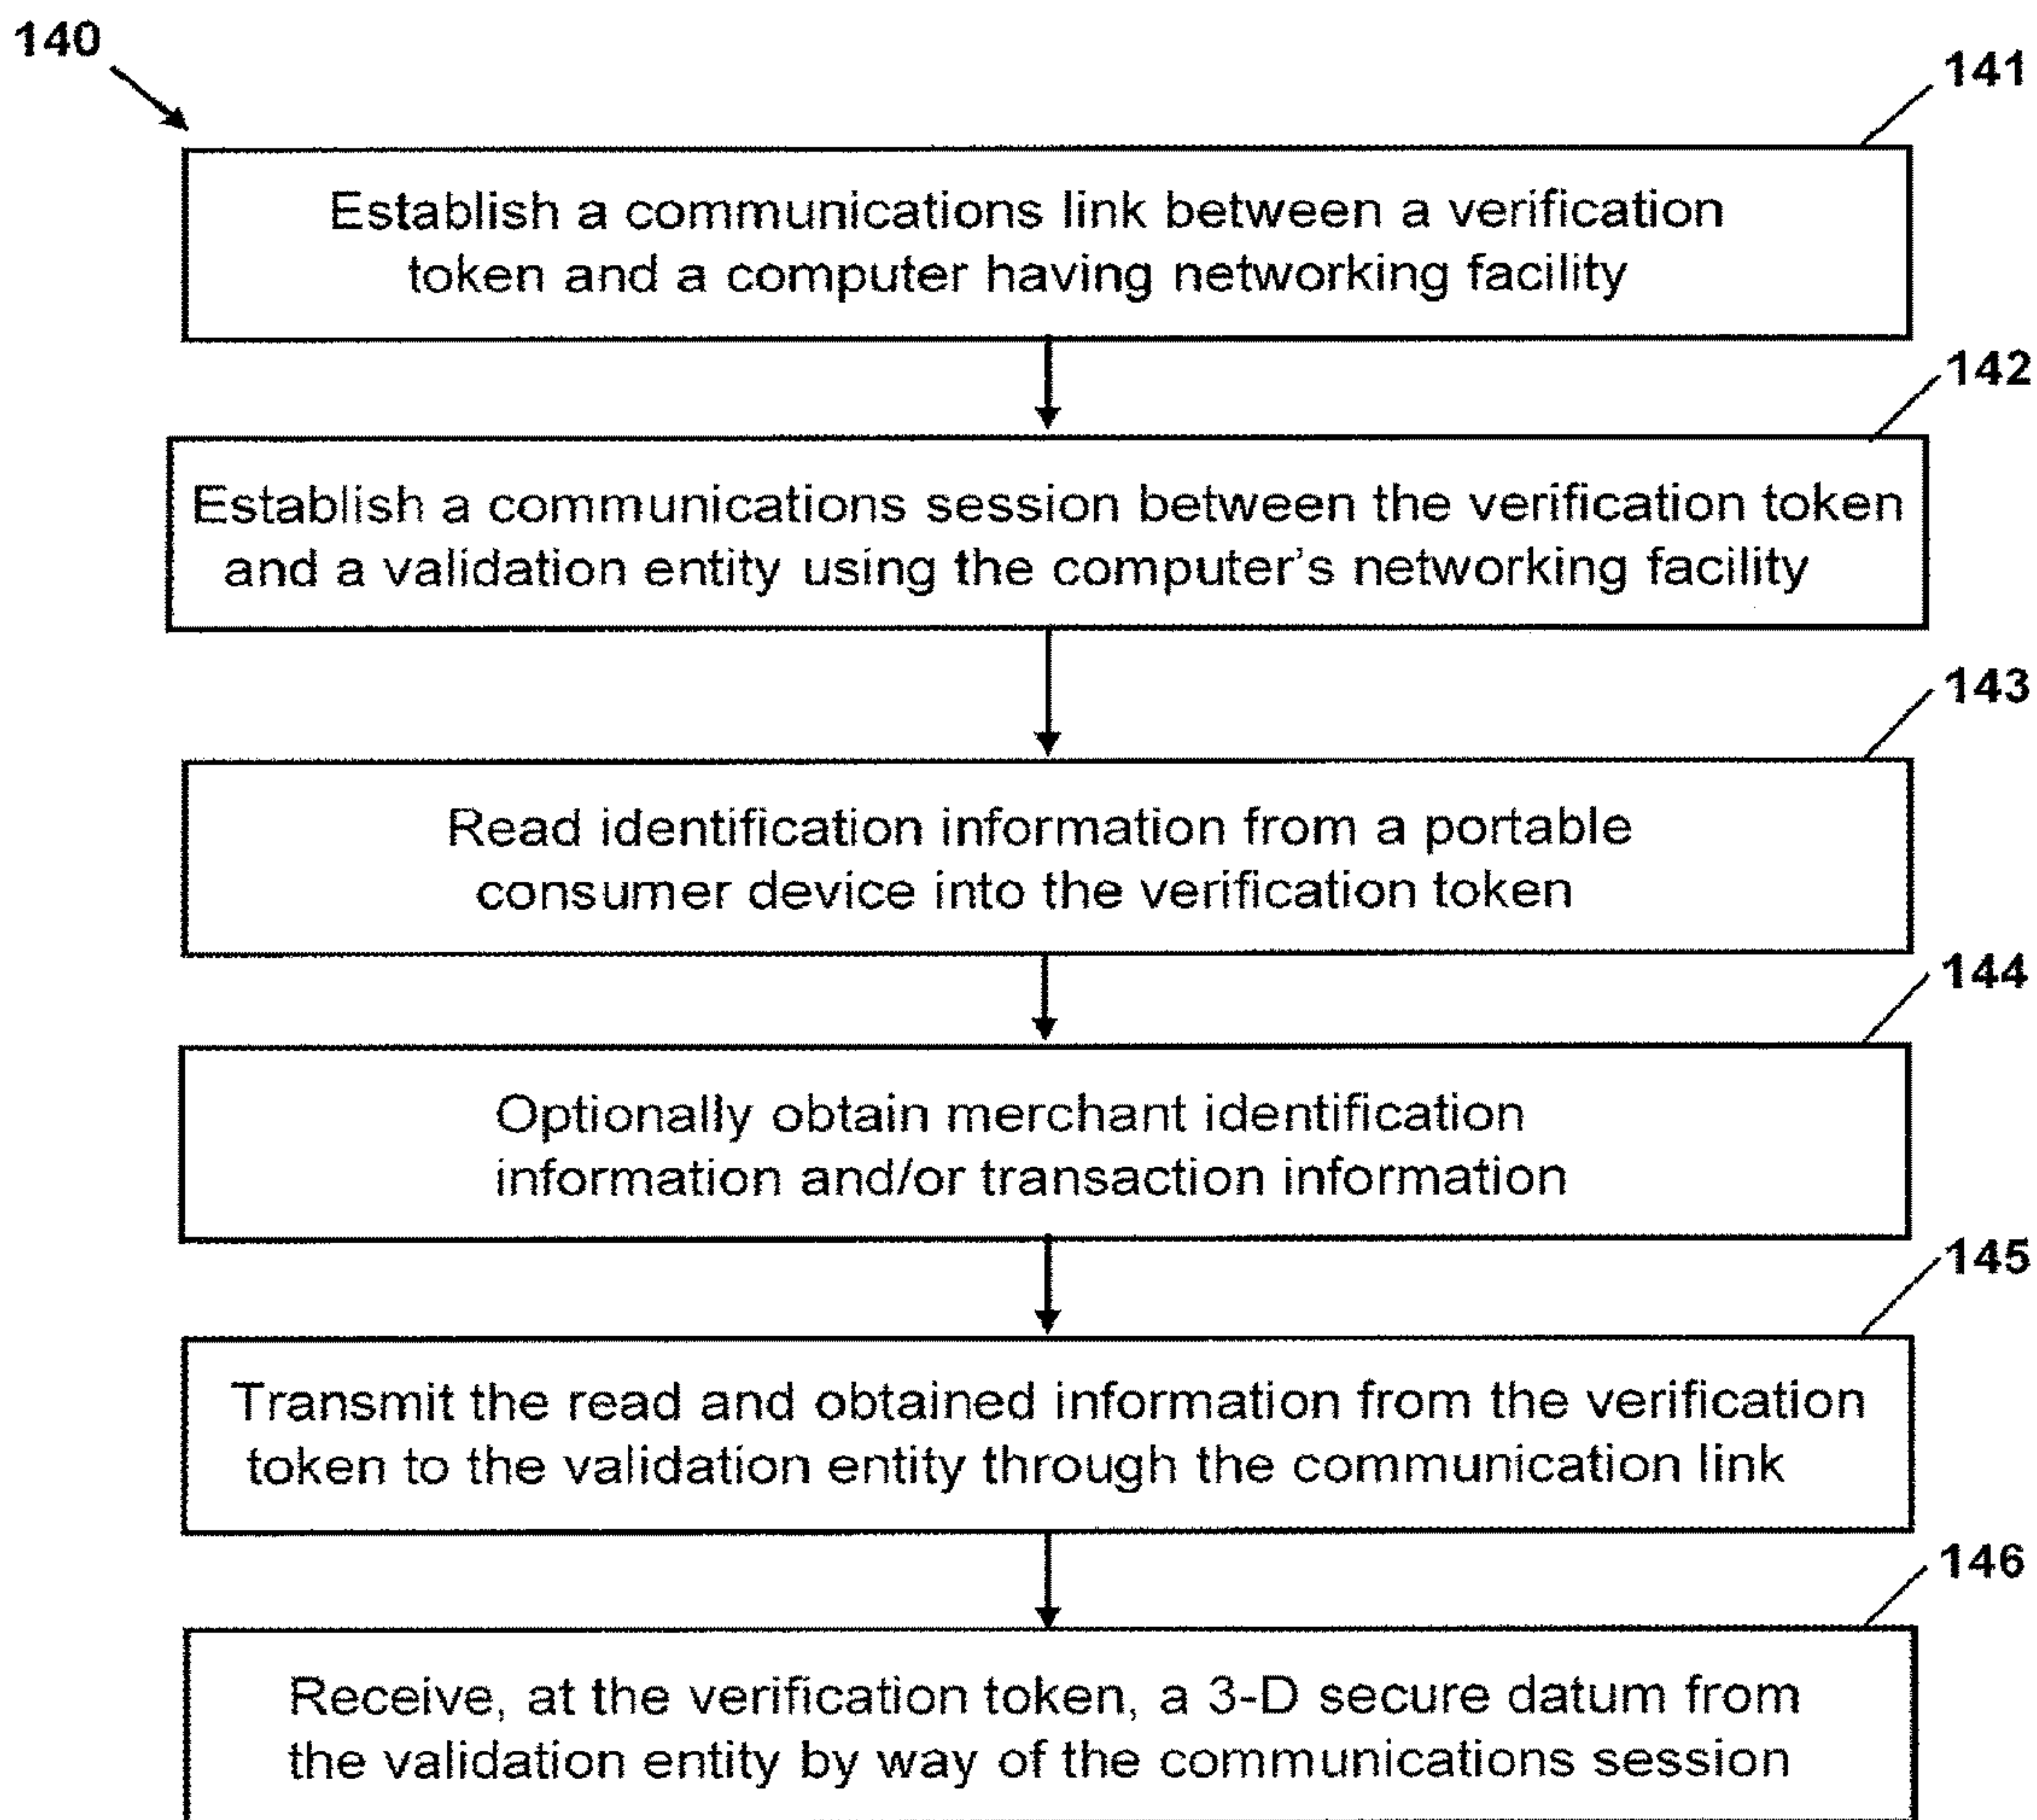 140
141
Establish a communications link between a verification
token and a computer having networking facility
142
Establish a communications session between the verification token
and a validation entity using the computer's networking facility
143
Read identification information from a portable
consumer device into the verification token
144
Optionally obtain merchant identification
information and/or transaction information
145
Transmit the read and obtained information from the verification
token to the validation entity through the communication link
146
Receive, at the verification token, a 3-D secure datum from
the validation entity by way of the communications session